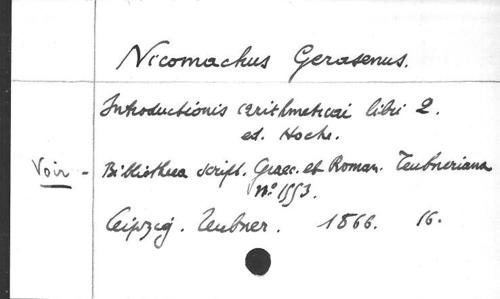 Nicomachus Gerasenus.
Introductionis arithmeticai libri 2.
ed. Hoche.
Voir - Bibliotheca script. Graec. et Roman. Teubneriana
Nº 1553.
Leipzig. Teubner. 1866. 16.